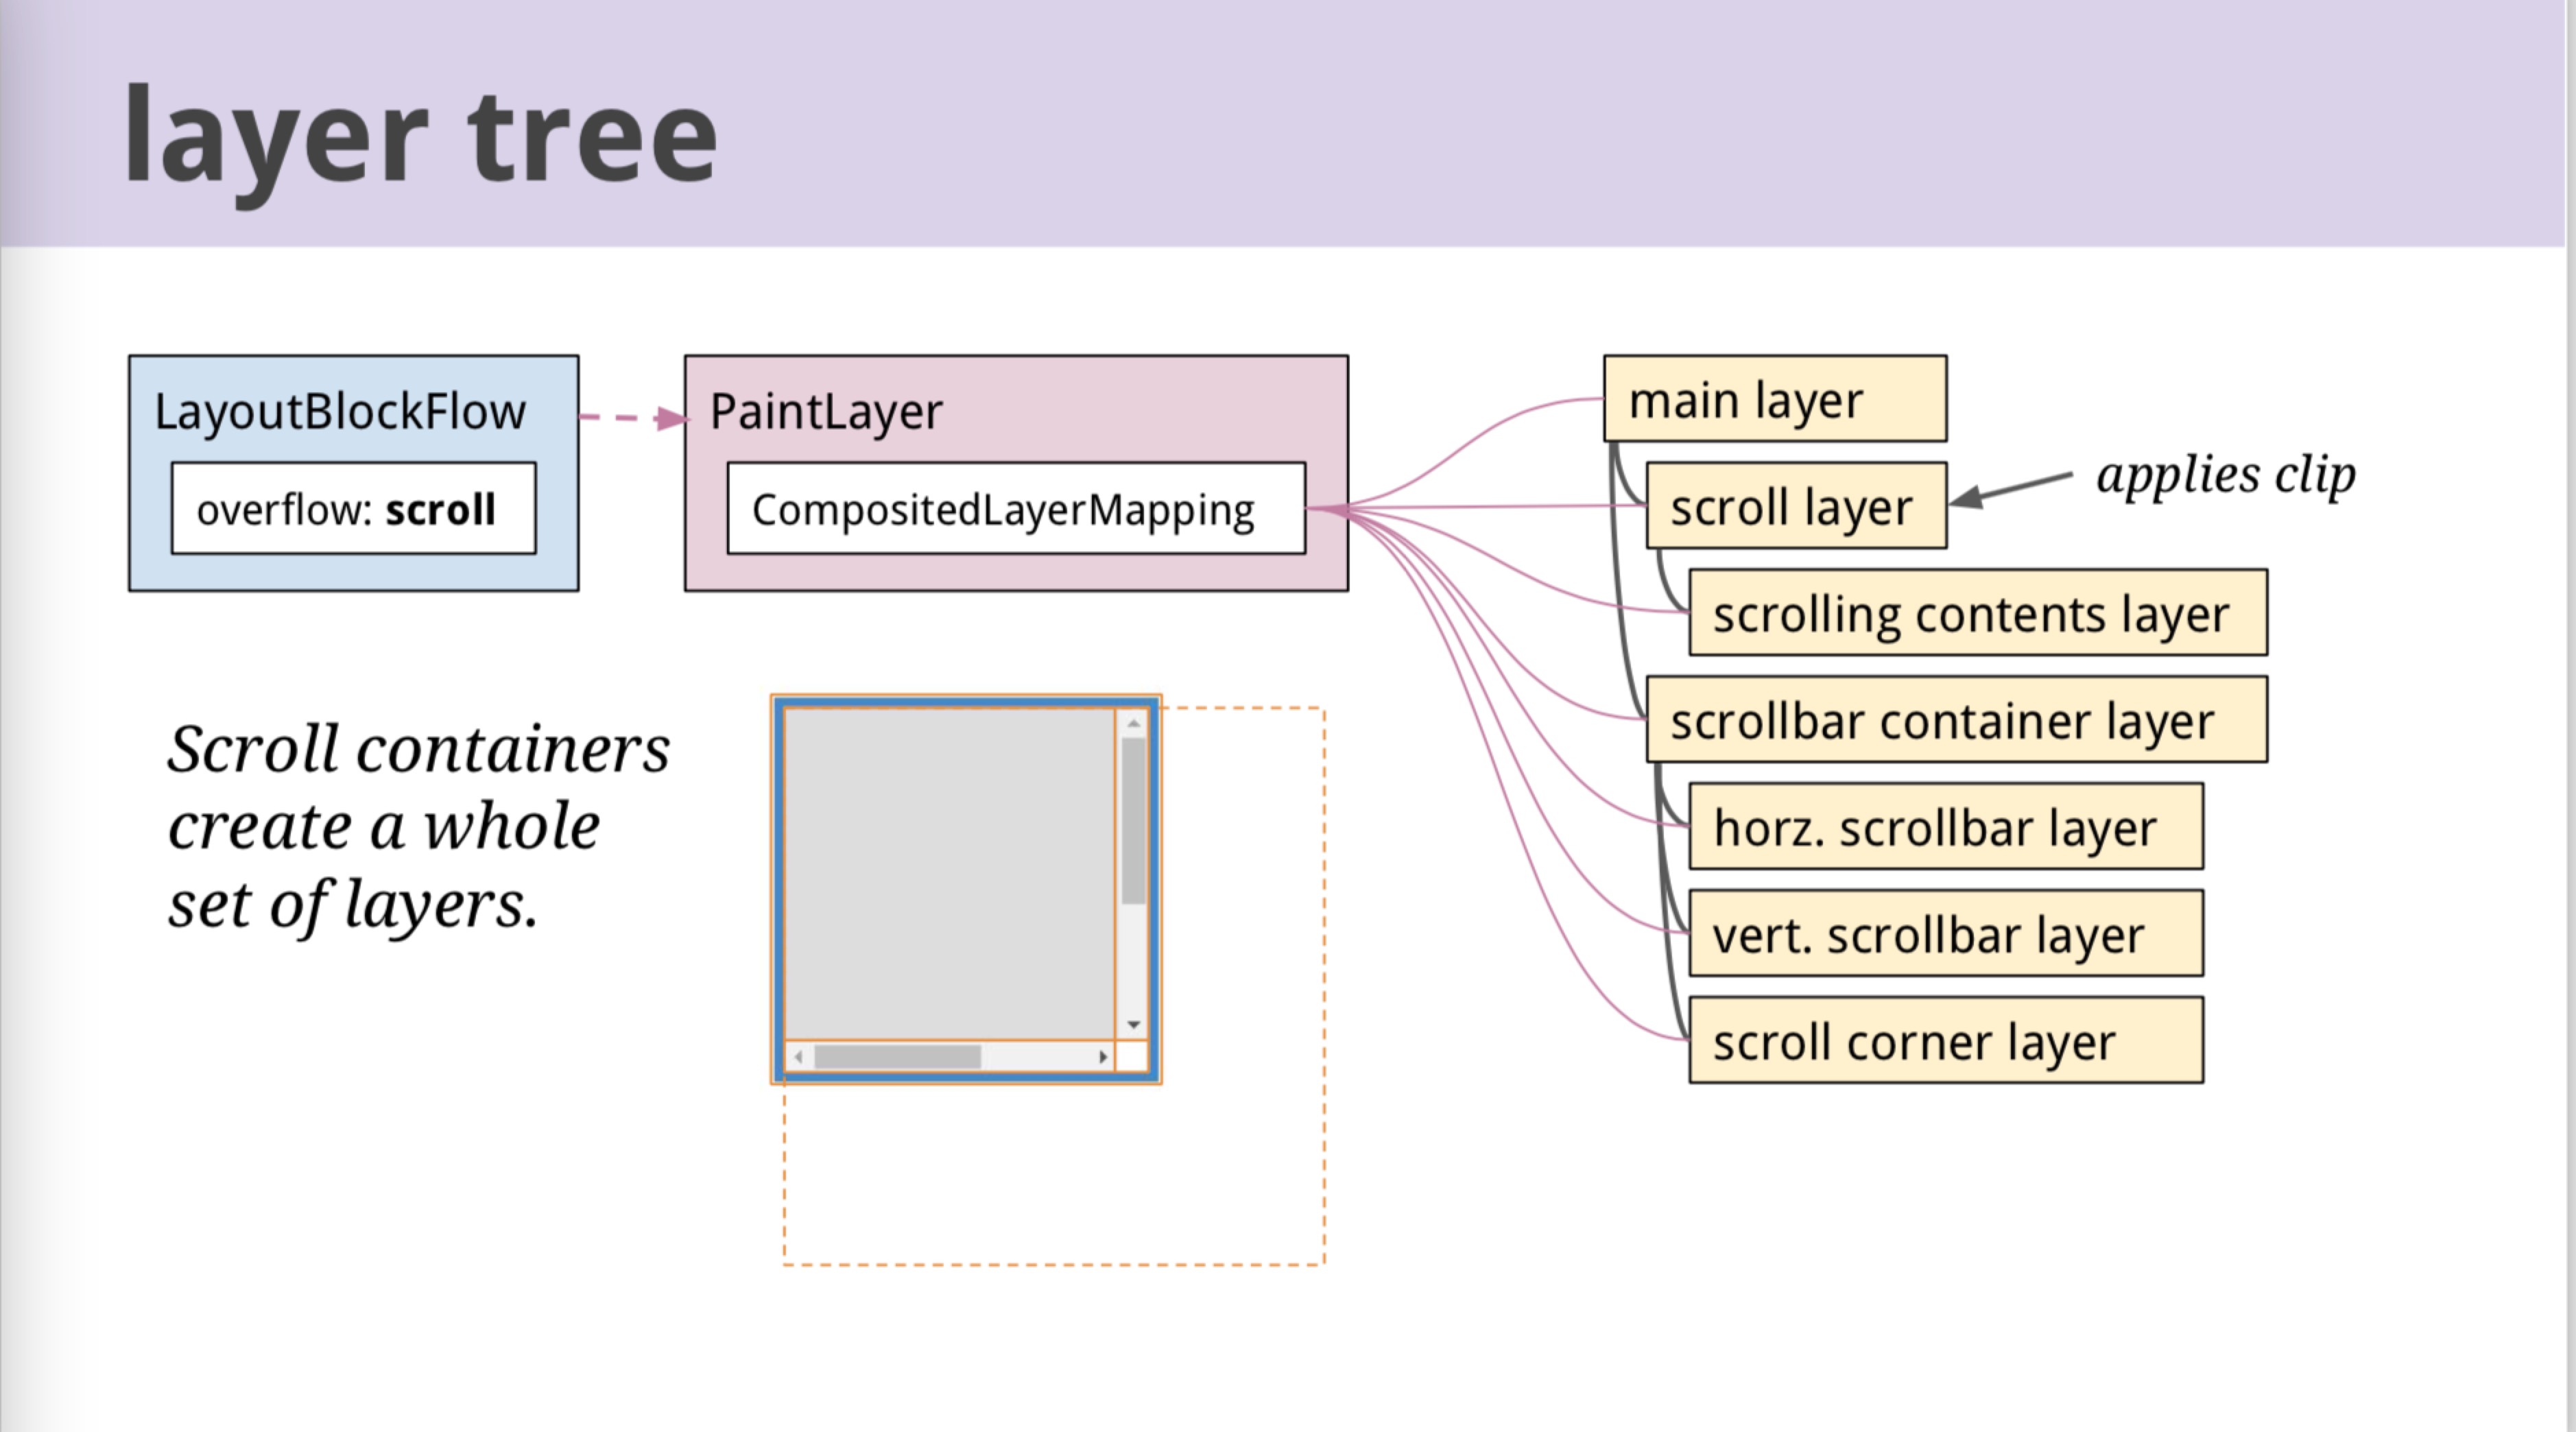 layer tree
LayoutBlockFlow
overflow: scroll
PaintLayer
CompositedLayerMapping
main layer
scroll layer
applies clip
scrolling contents layer
scrollbar container layer
horz. scrollbar layer
vert. scrollbar layer
scroll corner layer
Scroll containers
create a whole
set of layers.